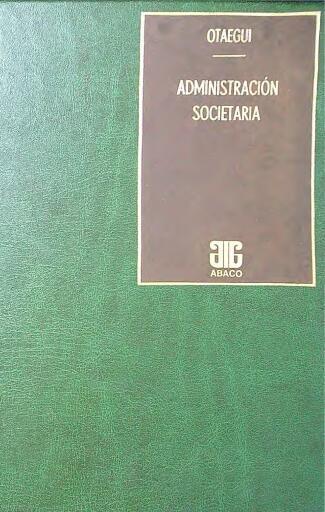 OTAEGUI
ADMINISTRACIÓN
SOCIETARIA
ABACO